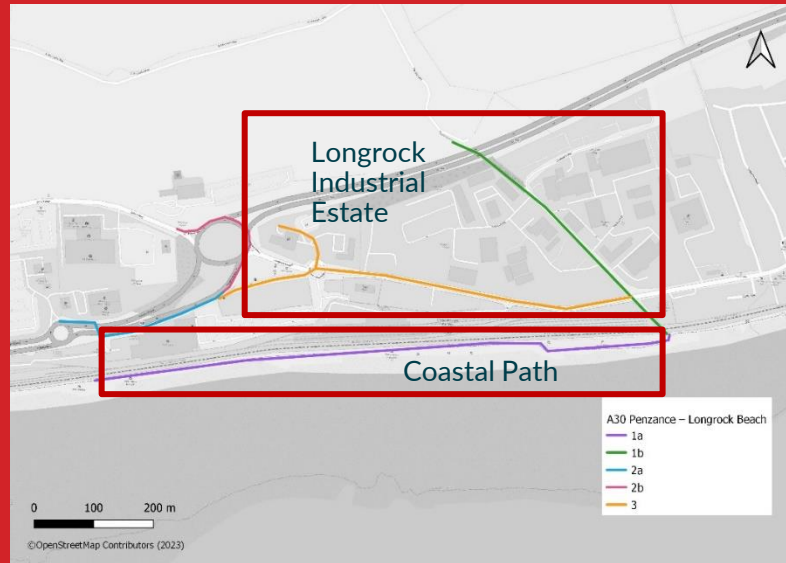 Longrock
Industrial
Estate
Coastal Path
A30 Penzance – Longrock Beach
1a
1b
2a
2b
3
0 100 200 m
©OpenStreetMap Contributors (2023)